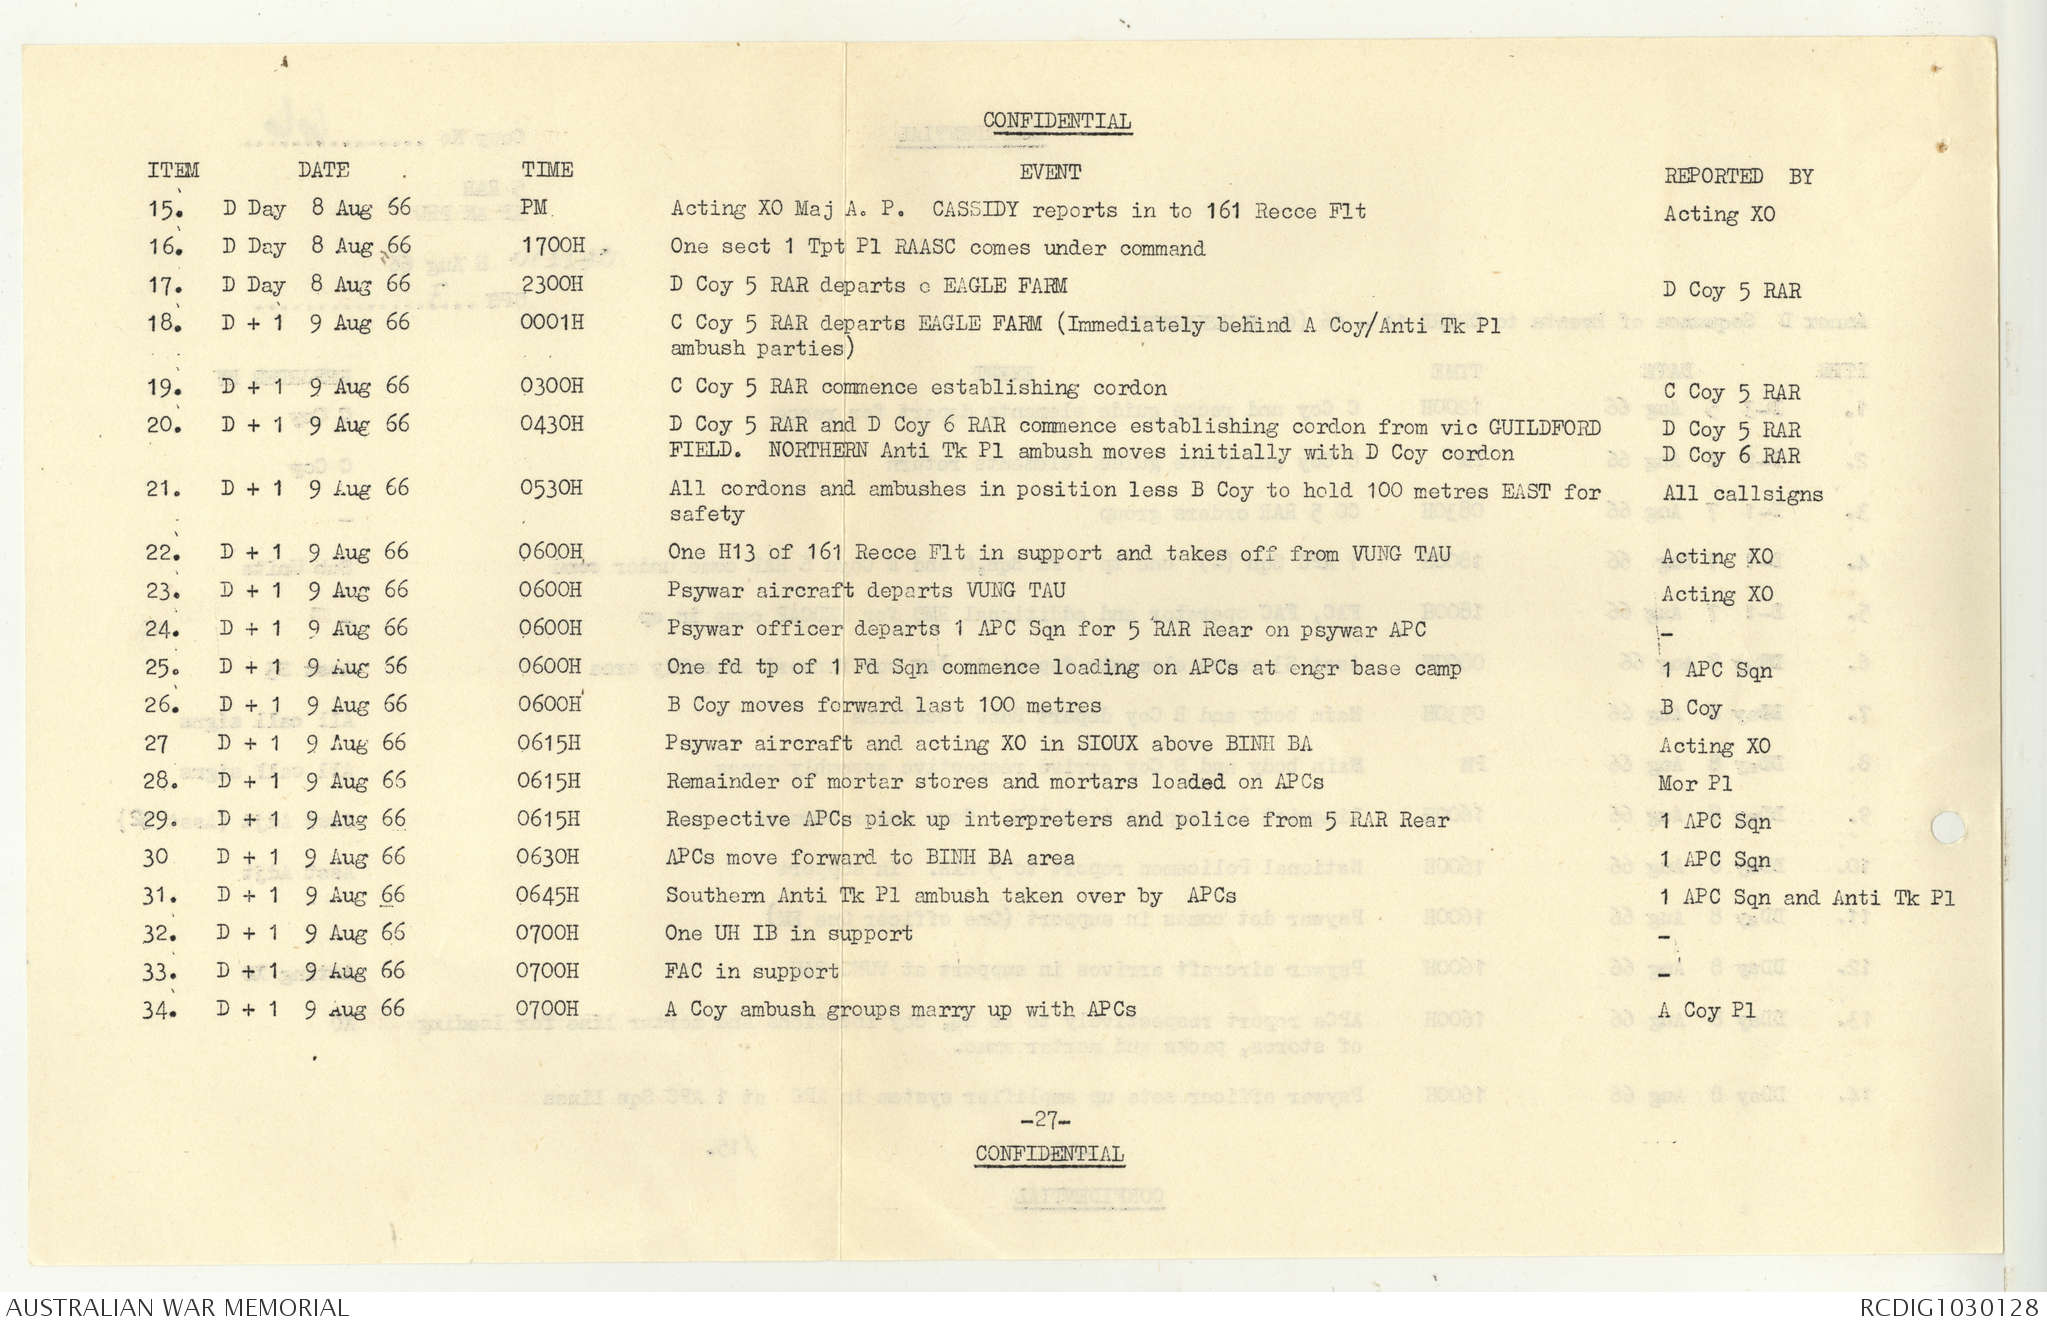 CONFIDENTIAL
ITEM DATE TIME EVENT REPORTED BY
15. D Day 8 Aug 66 PM Acting XO Maj A. P. CASSIDY reports in to 161 Recce Flt Acting XO
16. D Day 8 Aug 66 1700H One sect 1 Tpt Pl RAASC comes under command
17. D Day 8 Aug 66 2300H D Coy 5 RAR departs c EAGLE FARM D Coy 5 RAR
18. D + 1 9 Aug 66 0001H C Coy 5 RAR departs EAGLE FARM (Immediately behind A Coy/Anti Tk Pl
ambush parties)
19. D + 1 9 Aug 66 0300H C Coy 5 RAR commence establishing cordon C Coy 5 RAR
20. D + 1 9 Aug 66 0430H D Coy 5 RAR and D Coy 6 RAR commence establishing cordon from vic GUILDFORD D Coy 5 RAR
FIELD. NORTHERN Anti Tk Pl ambush moves initially with D Coy cordon D Coy 6 RAR
21. D + 1 9 Aug 66 0530H All cordons and ambushes in position less B Coy to hold 100 metres EAST for All callsigns
safety
22. D + 1 9 Aug 66 0600H One H13 of 161 Recce Flt in support and takes off from VUNG TAU Acting XO
23. D + 1 9 Aug 66 0600H Psywar aircraft departs VUNG TAU Acting XO
24. D + 1 9 Aug 66 0600H Psywar officer departs 1 APC Sqn for 5 RAR Rear on psywar APC -
25. D + 1 9 Aug 66 0600H One fd tp of 1 Fd Sqn commence loading on APCs at engr base camp 1 APC Sqn
26. D + 1 9 Aug 66 0600H B Coy moves forward last 100 metres B Coy
27 D + 1 9 Aug 66 0615H Psywar aircraft and acting XO in SIOUX above BINH BA Acting XO
28. D + 1 9 Aug 66 0615H Remainder of mortar stores and mortars loaded on APCs Mor Pl
29. D + 1 9 Aug 66 0615H Respective APCs pick up interpreters and police from 5 RAR Rear 1 APC Sqn
30 D + 1 9 Aug 66 0630H APCs move forward to BINH BA area 1 APC Sqn
31. D + 1 9 Aug 66 0645H Southern Anti Tk Pl ambush taken over by APCs 1 APC Sqn and Anti Tk Pl
32. D + 1 9 Aug 66 0700H One UH IB in support -
33. D + 1 9 Aug 66 0700H FAC in support -
34. D + 1 9 Aug 66 0700H A Coy ambush groups marry up with APCs A Coy Pl
-27-
CONFIDENTIAL
AUSTRALIAN WAR MEMORIAL RCDIG1030128